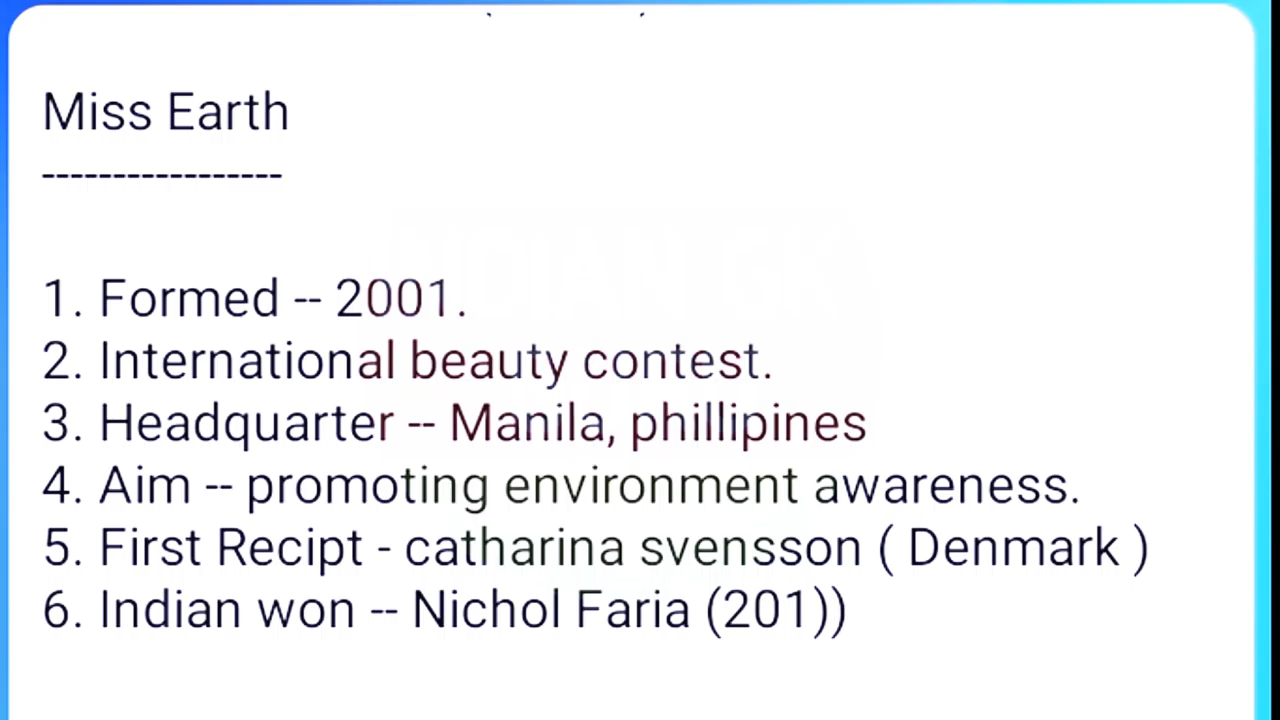 Miss Earth
-----------------
1. Formed -- 2001.
2. International beauty contest.
3. Headquarter -- Manila, phillipines
4. Aim -- promoting environment awareness.
5. First Recipt - catharina svensson ( Denmark )
6. Indian won -- Nichol Faria (201))